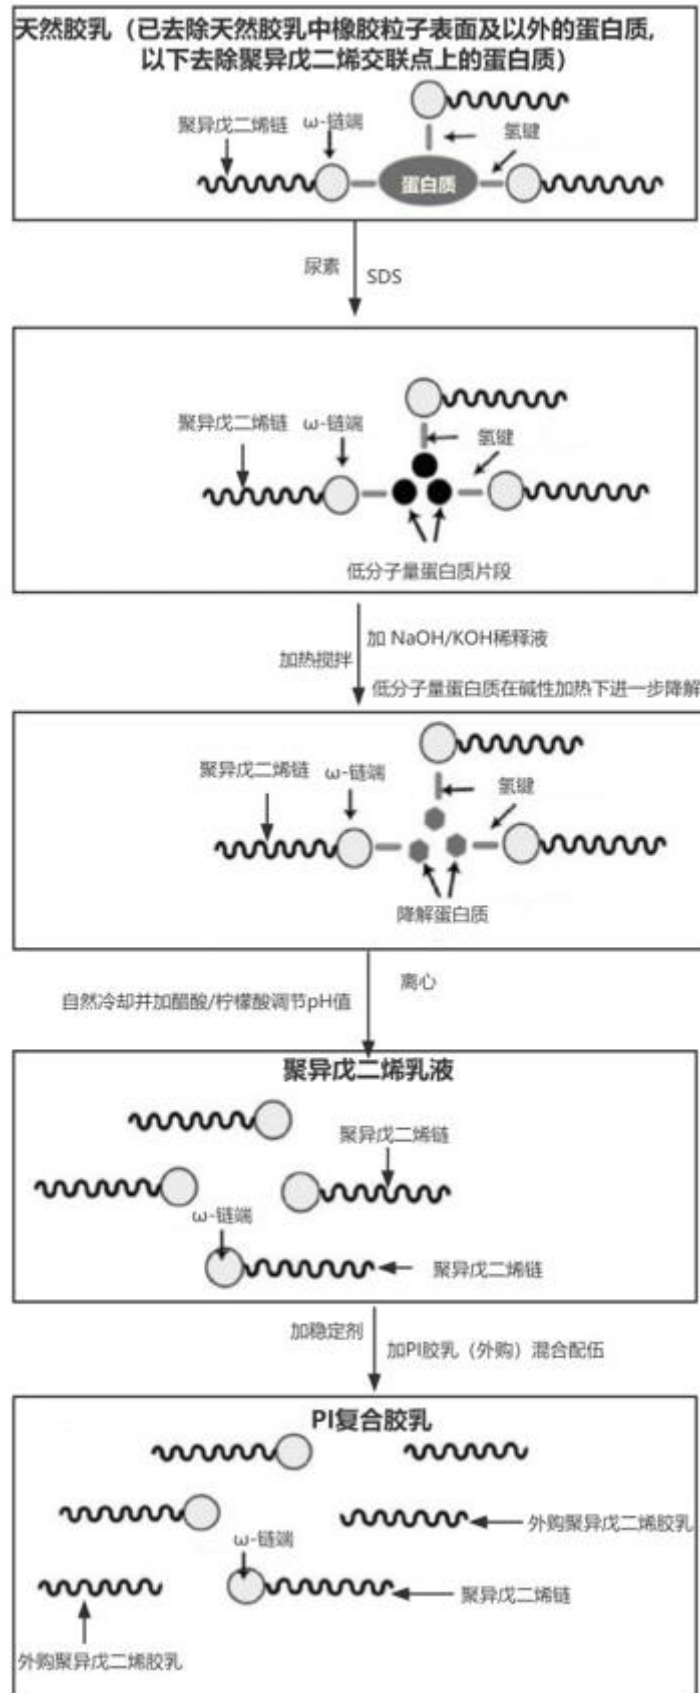 天然胶乳（已去除天然胶乳中橡胶粒子表面及以外的蛋白质,
以下去除聚异戊二烯交联点上的蛋白质）
聚异戊二烯链 ω-链端 氢键
蛋白质
尿素 SDS
聚异戊二烯链 ω-链端 氢键
低分子量蛋白质片段
加 NaOH/KOH稀释液
加热搅拌
低分子量蛋白质在碱性加热下进一步降解
聚异戊二烯链 ω-链端 氢键
降解蛋白质
离心
自然冷却并加醋酸/柠檬酸调节pH值
聚异戊二烯乳液
聚异戊二烯链
ω-链端
聚异戊二烯链
加稳定剂
加PI胶乳（外购）混合配伍
PI复合胶乳
外购聚异戊二烯胶乳
ω-链端
聚异戊二烯链
外购聚异戊二烯胶乳